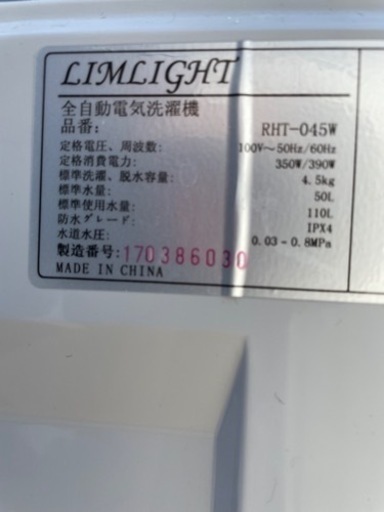 LIMLIGHT
全自動電気洗濯機
品番: RHT-045W
定格電圧、周波数: 100V～50Hz/60Hz
定格消費電力: 350W/390W
標準洗濯、脱水容量: 4.5kg
標準水量: 50L
標準使用水量: 110L
防水グレード: IPX4
水道水圧: 0.03-0.8MPa
製造番号:170386030
MADE IN CHINA